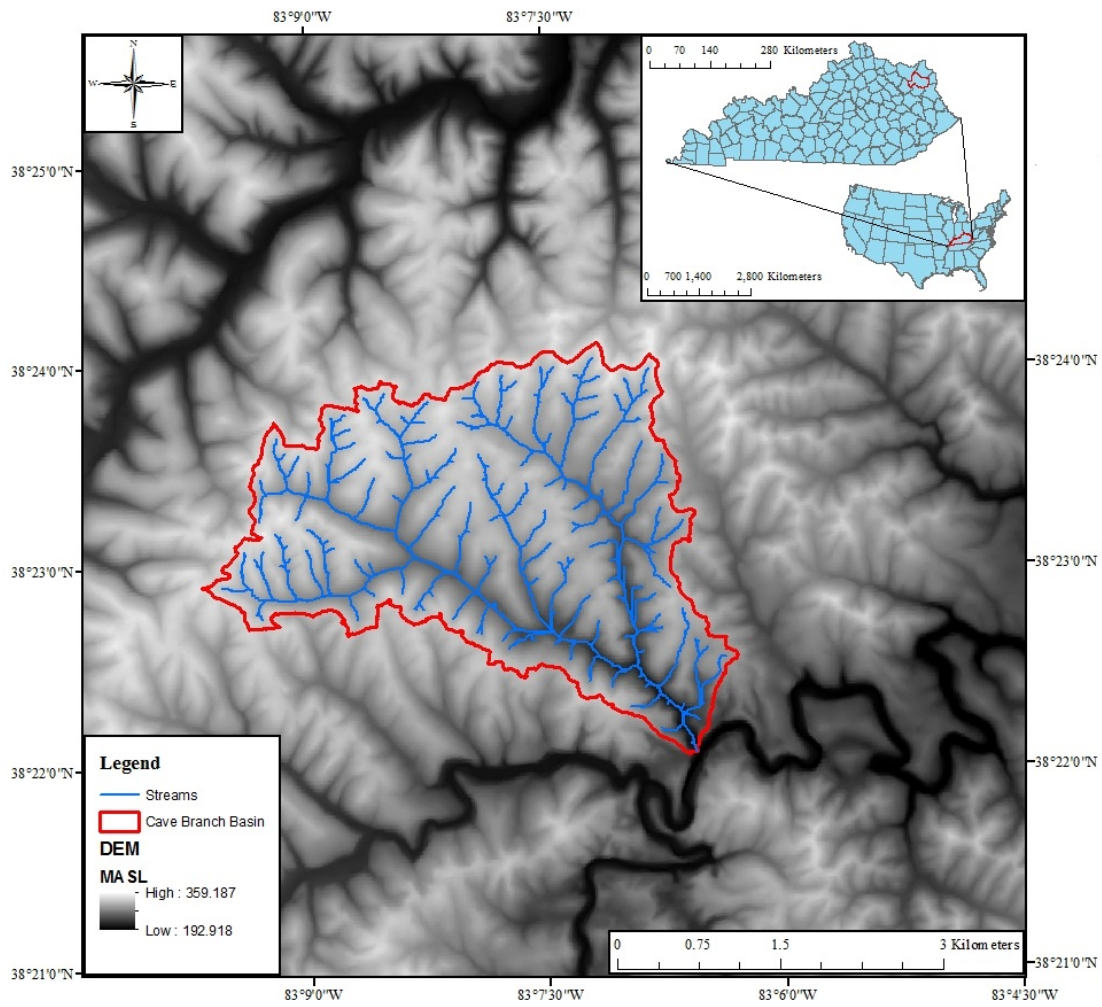 83°9'0"W 83°7'30"W
N
W E
S
0 70 140 280 Kilometers
38°25'0"N
0 700 1,400 2,800 Kilometers
38°24'0"N
38°24'0"N
38°23'0"N
38°23'0"N
Legend
Streams
Cave Branch Basin
DEM
MASL
High : 359.187
Low : 192.918
38°22'0"N
38°22'0"N
0 0.75 1.5 3 Kilometers
38°21'0"N
38°21'0"N
83°9'0"W 83°7'30"W 83°6'0"W 83°4'30"W